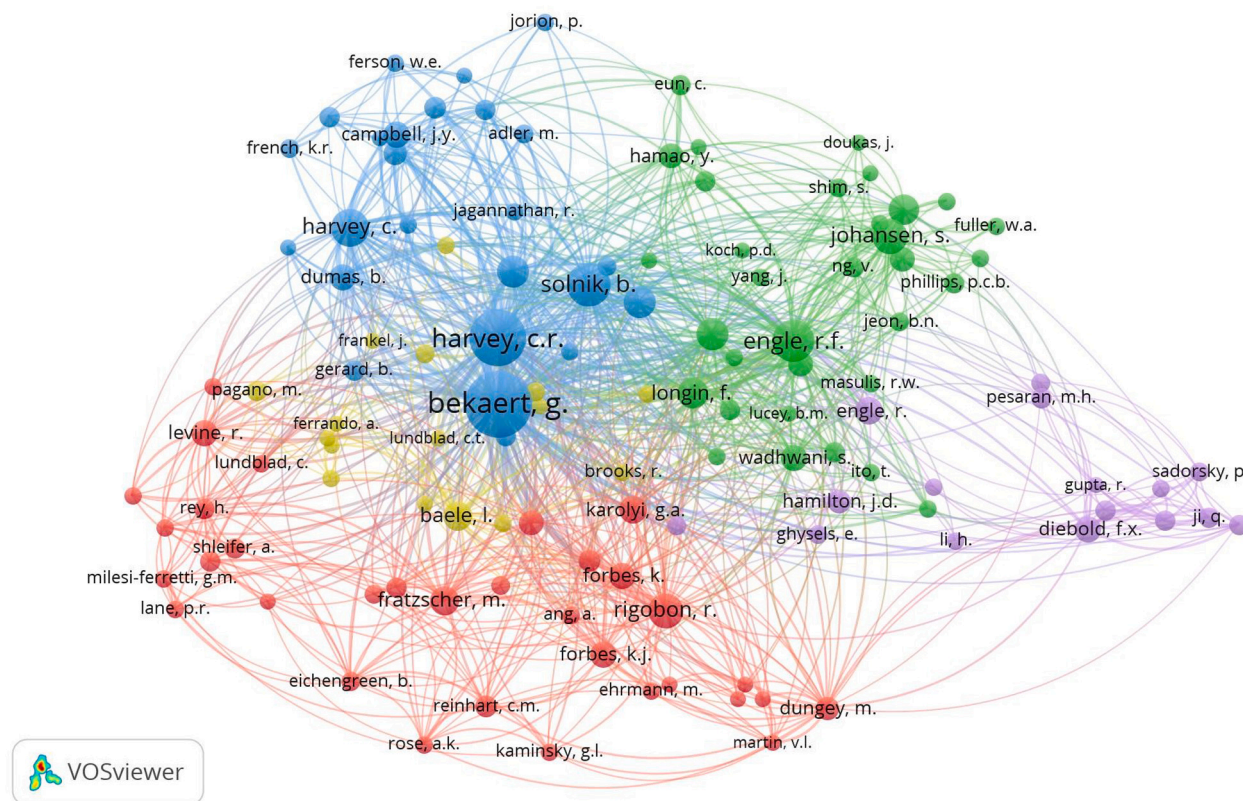 jorion, p.
ferson, w.e.
eun, c.
campbell, j.y.
adler, m.
french, k.r.
doukas, j.
hamao, y.
shim, s.
jagannathan, r.
harvey, c.
johansen, s.
fuller, w.a.
koch, p.d.
dumas, b.
yang, j.
ng, v.
phillips, p.c.b.
solnik, b.
jeon, b.n.
frankel, j.
harvey, c.r.
engle, r.f.
gerard, b.
pagano, m.
masulis, r.w.
pesaran, m.h.
longin, f.
bekaert, g.
lucey, b.m.
engle, r.
ferrando, a.
levine, r.
lundblad, c.t.
lundblad, c.
wadhwani, s.
brooks, r.
ito, t.
sadorsky, p
gupta, r.
rey, h.
baele, l.
karolyi, g.a.
hamilton, j.d.
ji, q.
diebold, f.x.
ghysels, e.
li, h.
shleifer, a.
milesi-ferretti, g.m.
forbes, k.
fratzscher, m.
lane, p.r.
ang, a.
rigobon, r.
forbes, k.j.
eichengreen, b.
ehrmann, m.
reinhart, c.m.
dungey, m.
rose, a.k.
kaminsky, g.l.
martin, v.l.
VOSviewer